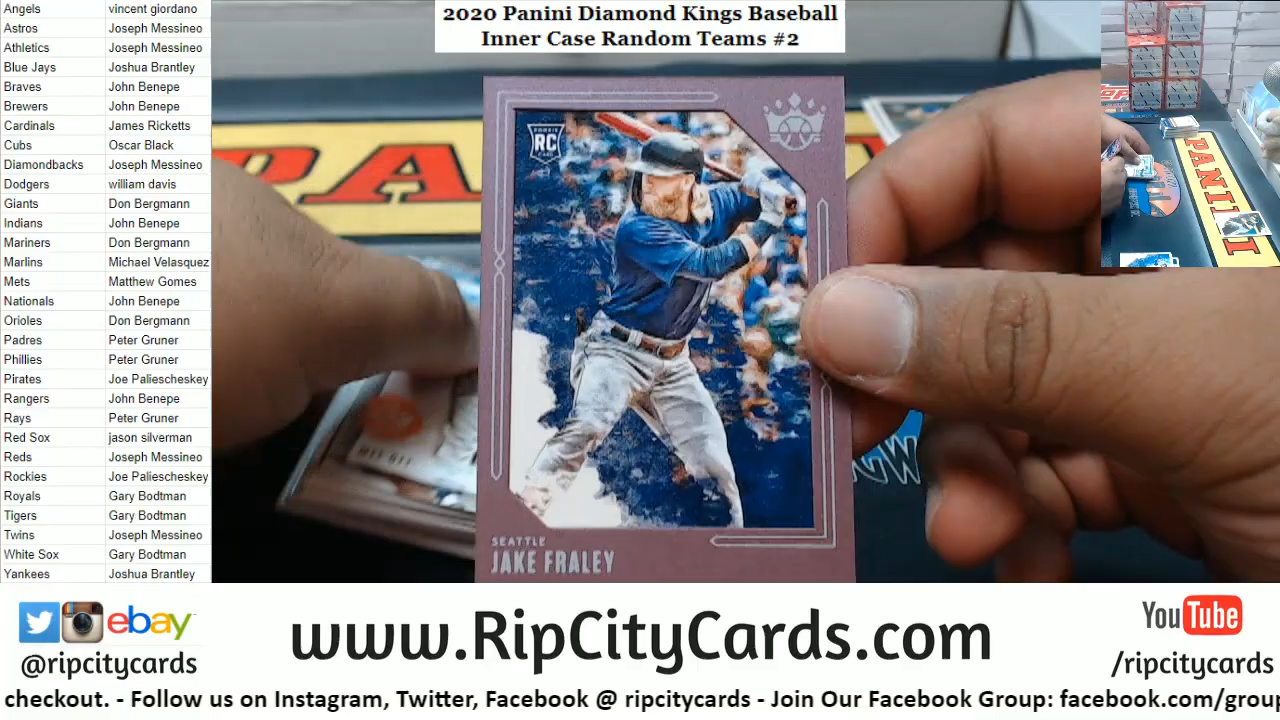 Angels vincent giordano
Astros Joseph Messineo
Athletics Joseph Messineo
Blue Jays Joshua Brantley
Braves John Benepe
Brewers John Benepe
Cardinals James Ricketts
Cubs Oscar Black
Diamondbacks Joseph Messineo
Dodgers william davis
Giants Don Bergmann
Indians John Benepe
Mariners Don Bergmann
Marlins Michael Velasquez
Mets Matthew Gomes
Nationals John Benepe
Orioles Don Bergmann
Padres Peter Gruner
Phillies Peter Gruner
Pirates Joe Paliescheskey
Rangers John Benepe
Rays Peter Gruner
Red Sox jason silverman
Reds Joseph Messineo
Rockies Joe Paliescheskey
Royals Gary Bodtman
Tigers Gary Bodtman
Twins Joseph Messineo
White Sox Gary Bodtman
Yankees Joshua Brantley
2020 Panini Diamond Kings Baseball
Inner Case Random Teams #2
PANINI
ROOKIE
RC
CARD
SEATTLE
JAKE FRALEY
ebay
@ripcitycards
www.RipCityCards.com
YouTube
/ripcitycards
checkout. - Follow us on Instagram, Twitter, Facebook @ ripcitycards - Join Our Facebook Group: facebook.com/group